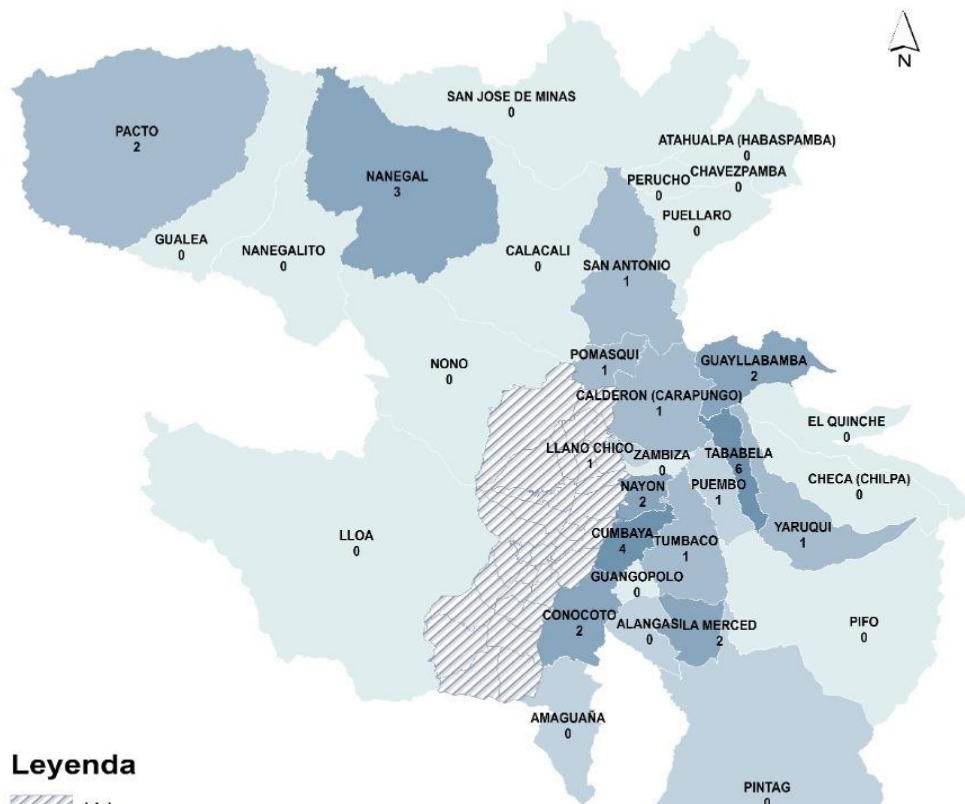 N
SAN JOSE DE MINAS
0
PACTO
2
ATAHUALPA (HABASPAMBA)
0
CHAVEZPAMBA
0
NANEGAL
3
PERUCHO
0
PUELLARO
0
GUALEA
0
NANEGALITO
0
CALACALI
0
SAN ANTONIO
1
POMASQUI
1
GUAYLLABAMBA
2
NONO
0
CALDERON (CARAPUNGO)
1
EL QUINCHE
0
LLANO CHICO
1
ZAMBIZA
0
TABABELA
6
CHECA (CHILPA)
0
NAYON
2
PUEMBO
1
YARUQUI
1
LLOA
0
CUMBAYA
4
TUMBACO
1
GUANGOPOLO
0
CONOCOTO
2
ALANGASI
0
LA MERCED
2
PIFO
0
AMAGUAÑA
0
Leyenda
PINTAG
0